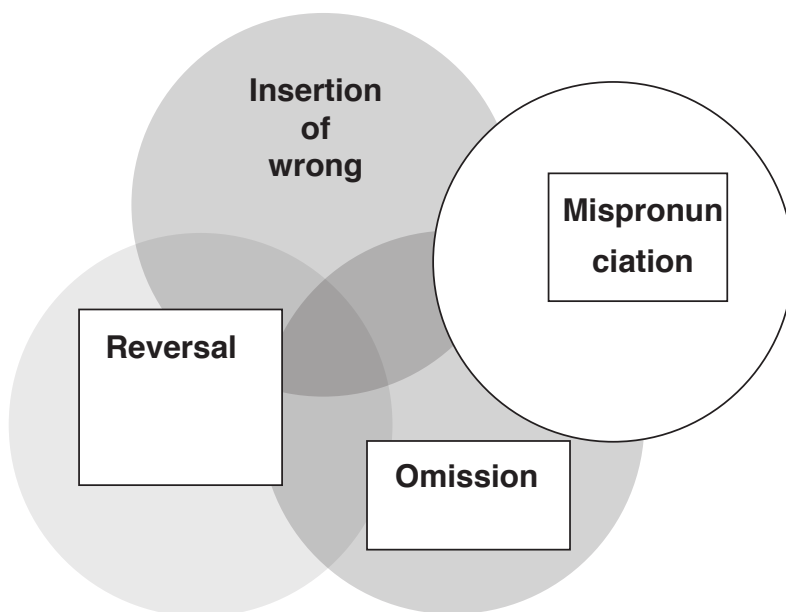 Insertion
of
wrong
Mispronun
ciation
Reversal
Omission